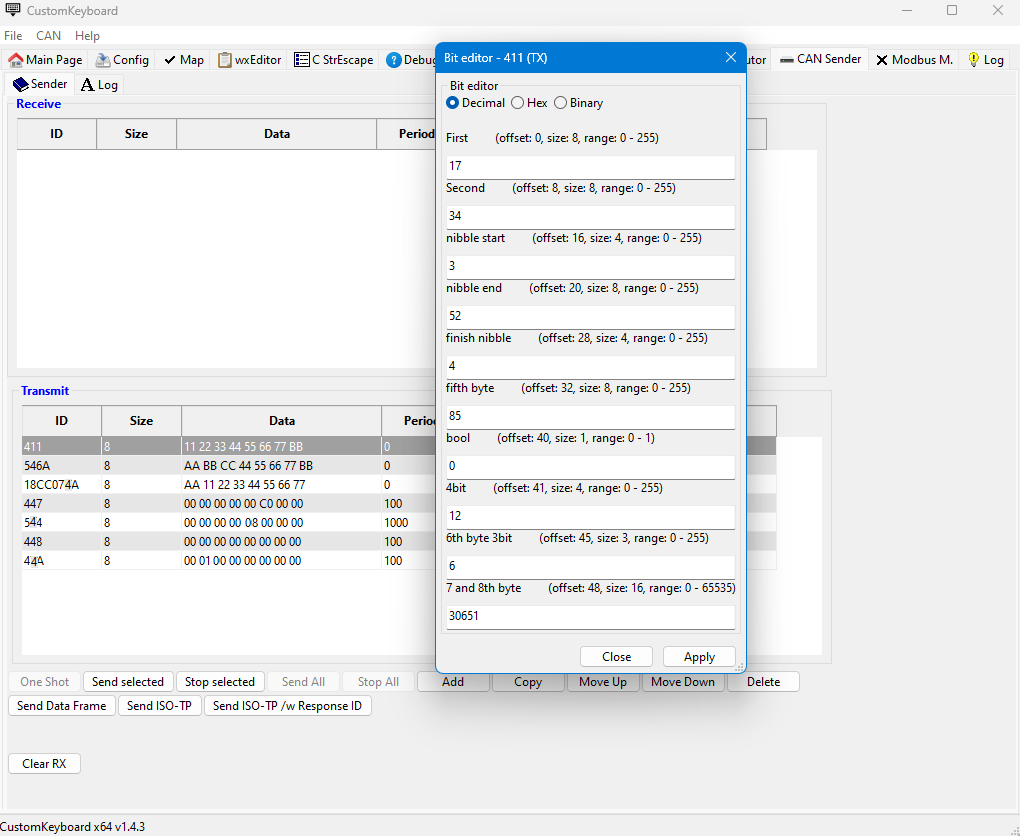 CustomKeyboard
File CAN Help
Main Page Config Map wxEditor C StrEscape Debu utor CAN Sender Modbus M. Log
Sender Log
Receive
ID Size Data Period
Transmit
ID Size Data Period
411 8 11 22 33 44 55 66 77 BB 0
546A 8 AA BB CC 44 55 66 77 BB 0
18CC074A 8 AA 11 22 33 44 55 66 77 0
447 8 00 00 00 00 00 C0 00 00 100
544 8 00 00 00 00 08 00 00 00 1000
448 8 00 00 00 00 00 00 00 00 100
44A 8 00 01 00 00 00 00 00 00 100
One Shot Send selected Stop selected Send All Stop All Add Copy Move Up Move Down Delete
Send Data Frame Send ISO-TP Send ISO-TP /w Response ID
Clear RX
CustomKeyboard x64 v1.4.3
Bit editor - 411 (TX)
Bit editor
Decimal Hex Binary
First (offset: 0, size: 8, range: 0 - 255)
17
Second (offset: 8, size: 8, range: 0 - 255)
34
nibble start (offset: 16, size: 4, range: 0 - 255)
3
nibble end (offset: 20, size: 8, range: 0 - 255)
52
finish nibble (offset: 28, size: 4, range: 0 - 255)
4
fifth byte (offset: 32, size: 8, range: 0 - 255)
85
bool (offset: 40, size: 1, range: 0 - 1)
0
4bit (offset: 41, size: 4, range: 0 - 255)
12
6th byte 3bit (offset: 45, size: 3, range: 0 - 255)
6
7 and 8th byte (offset: 48, size: 16, range: 0 - 65535)
30651
Close Apply